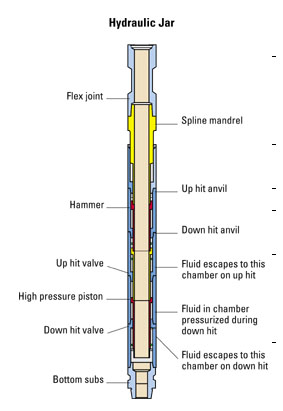 Hydraulic Jar
Flex joint
Spline mandrel
Up hit anvil
Hammer
Down hit anvil
Up hit valve
Fluid escapes to this
chamber on up hit
High pressure piston
Fluid in chamber
pressurized during
down hit
Down hit valve
Fluid escapes to this
chamber on down hit
Bottom subs